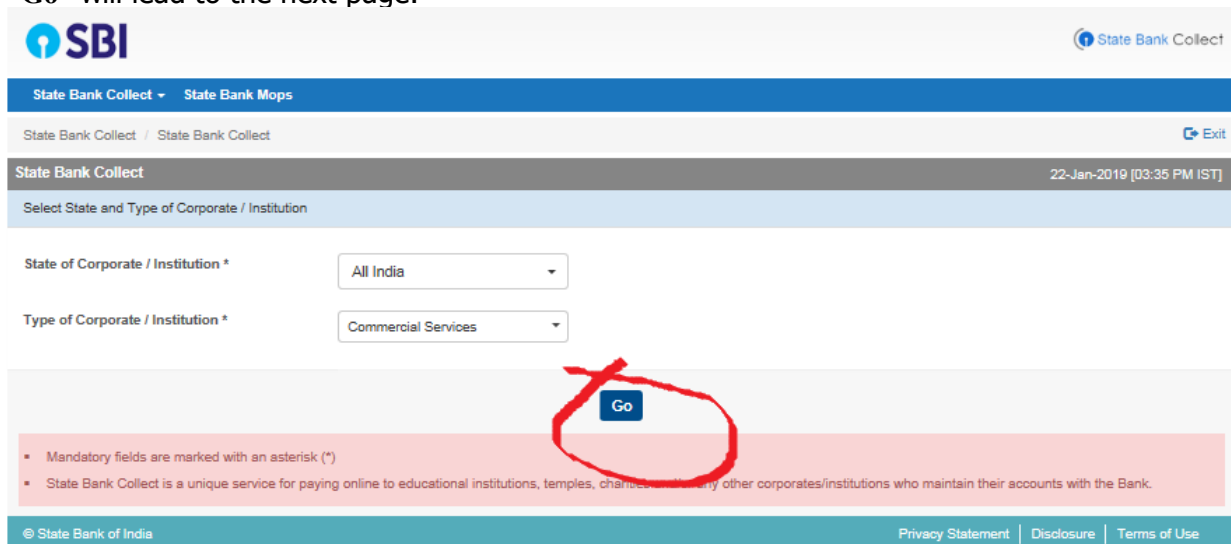 Go" will lead to the next page.
SBI
State Bank Collect
State Bank Collect State Bank Mops
State Bank Collect / State Bank Collect
Exit
State Bank Collect
22-Jan-2019 [03:35 PM IST]
Select State and Type of Corporate / Institution
State of Corporate / Institution *
All India
Type of Corporate / Institution *
Commercial Services
Go
Mandatory fields are marked with an asterisk (*)
State Bank Collect is a unique service for paying online to educational institutions, temples, charities any other corporates/institutions who maintain their accounts with the Bank.
© State Bank of India
Privacy Statement | Disclosure | Terms of Use